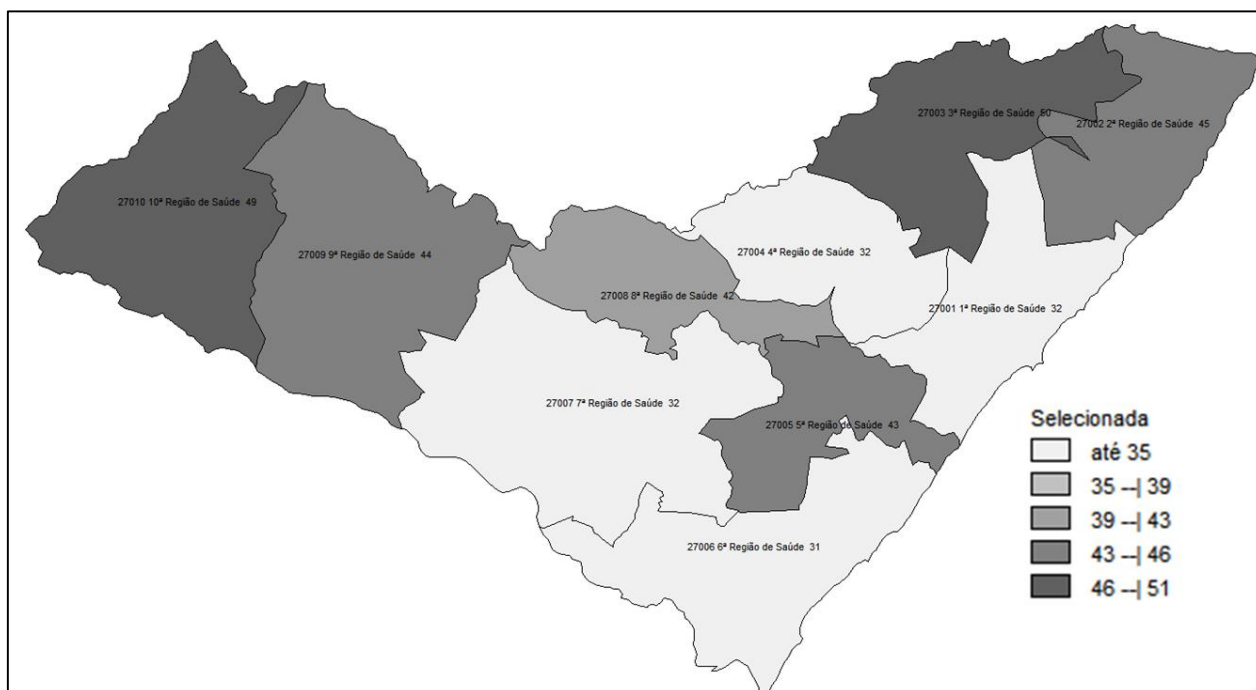 27003 3ª Região de Saúde 50
27002 2ª Região de Saúde 45
27010 10ª Região de Saúde 49
27004 4ª Região de Saúde 32
27009 9ª Região de Saúde 44
27008 8ª Região de Saúde 42
27001 1ª Região de Saúde 32
27007 7ª Região de Saúde 32
27005 5ª Região de Saúde 43
27006 6ª Região de Saúde 31
Selecionada
até 35
35 --| 39
39 --| 43
43 --| 46
46 --| 51